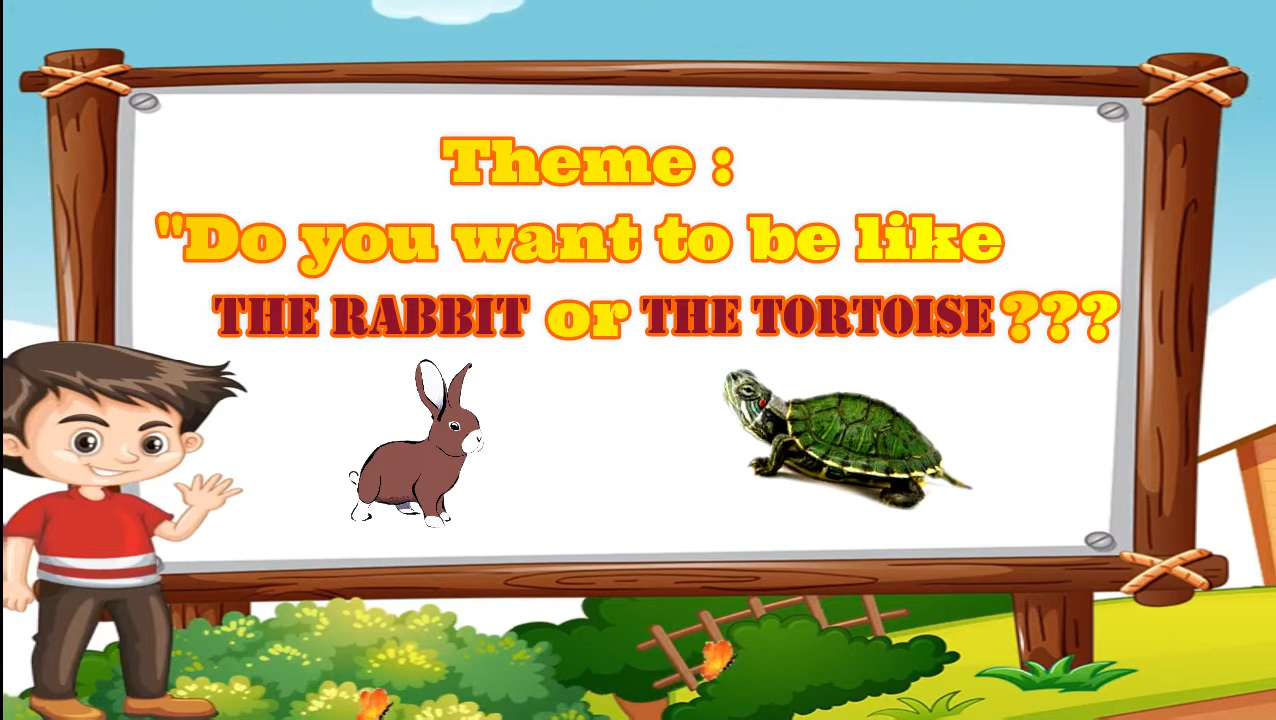 Theme :
"Do you want to be like
THE RABBIT or THE TORTOISE ???